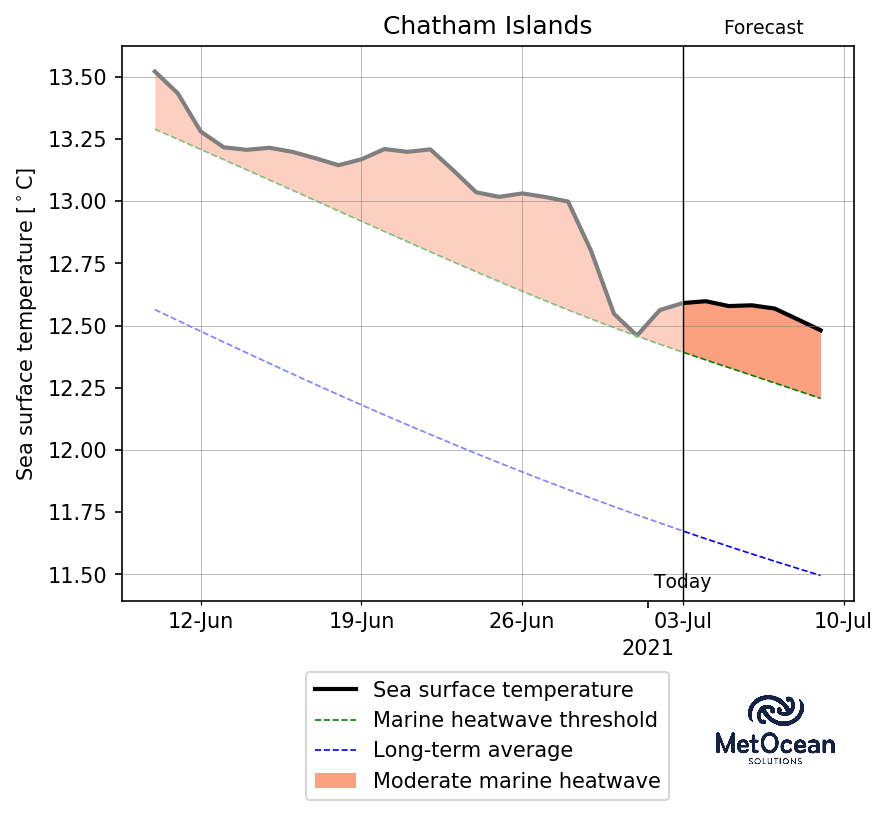 Chatham Islands
Forecast
Sea surface temperature [°C]
13.50
13.25
13.00
12.75
12.50
12.25
12.00
11.75
11.50
Today
12-Jun
19-Jun
26-Jun
03-Jul
10-Jul
2021
Sea surface temperature
Marine heatwave threshold
Long-term average
Moderate marine heatwave
MetOcean
SOLUTIONS